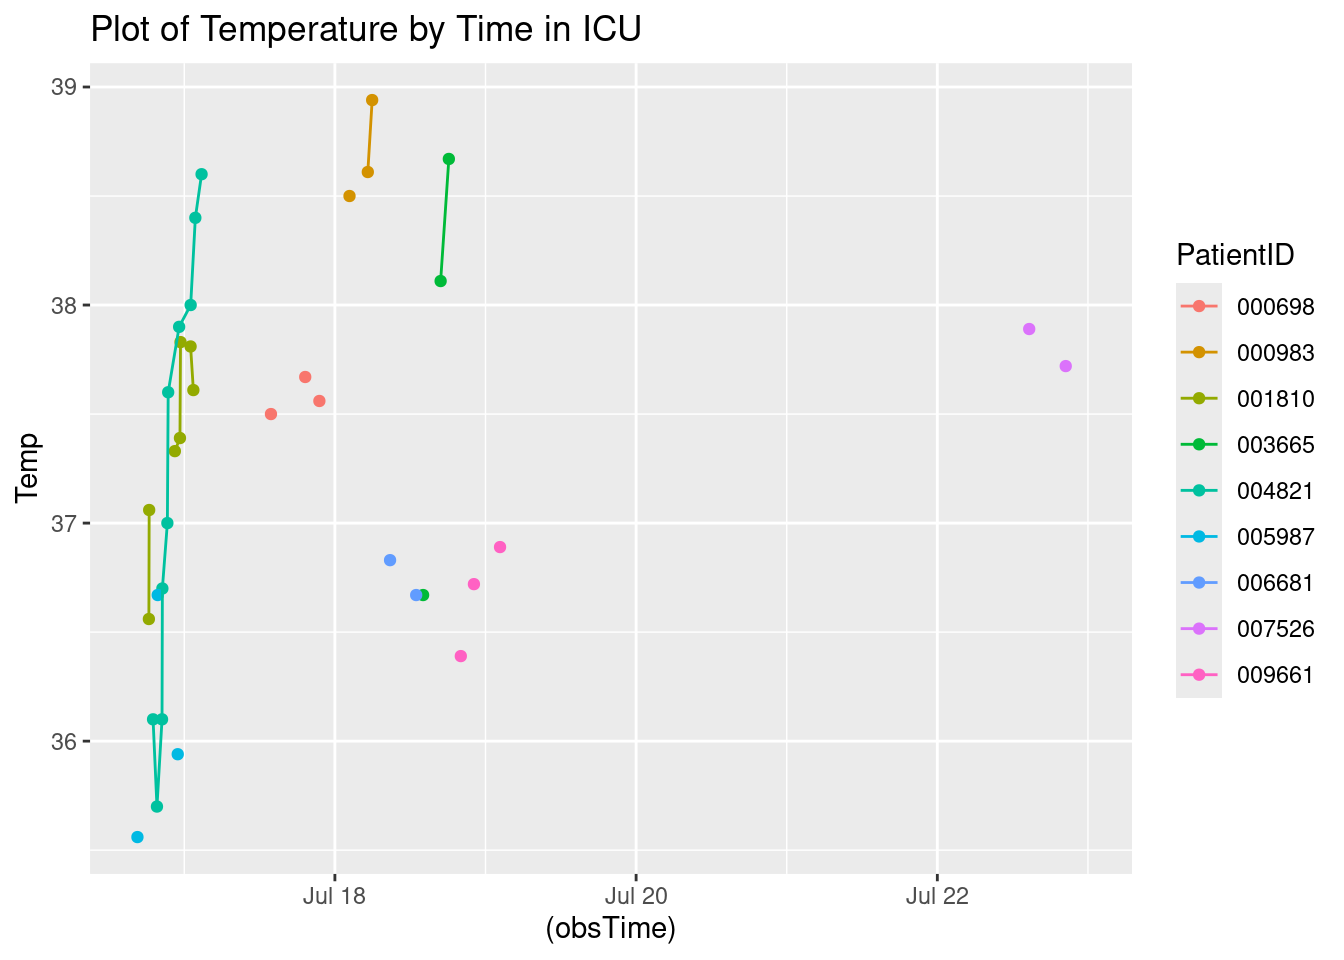 Plot of Temperature by Time in ICU
39
38
37
36
Temp
Jul 18 Jul 20 Jul 22
(obsTime)
PatientID
000698
000983
001810
003665
004821
005987
006681
007526
009661